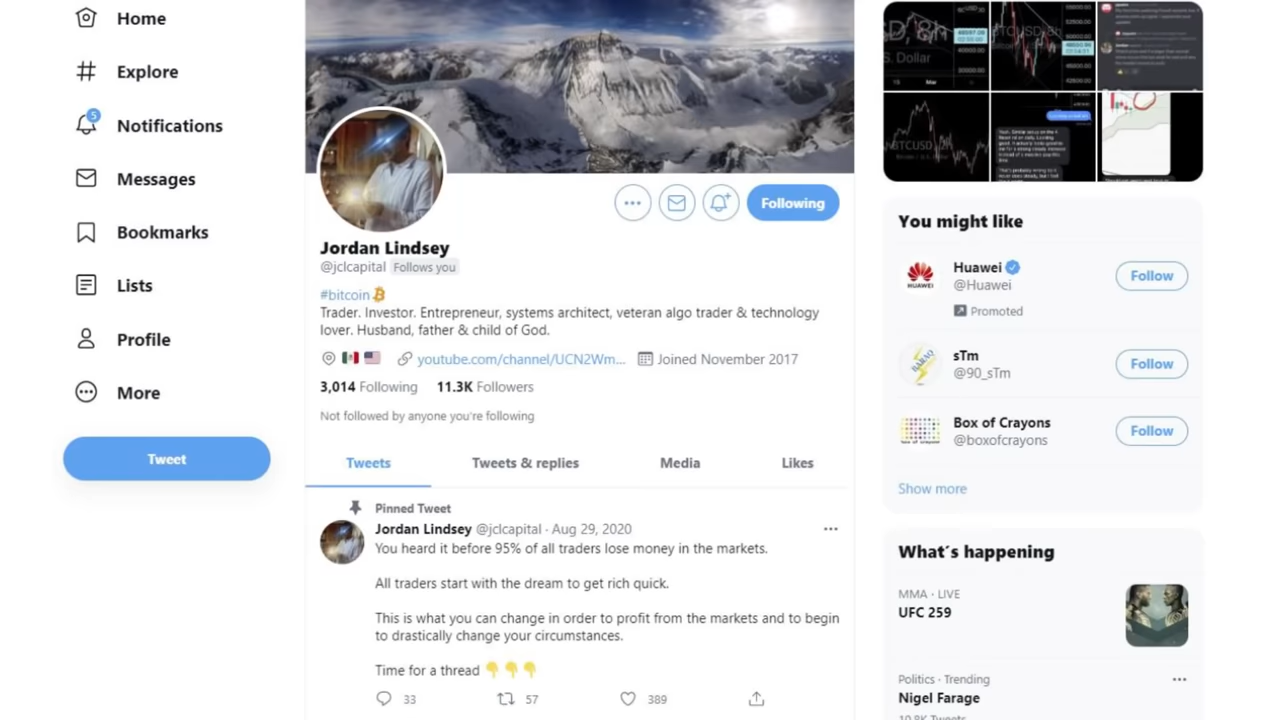 Home
Explore
5
Notifications
Messages
Bookmarks
Lists
Profile
More
Tweet
Following
Jordan Lindsey
@jclcapital Follows you
#bitcoin
Trader. Investor. Entrepreneur, systems architect, veteran algo trader & technology
lover. Husband, father & child of God.
youtube.com/channel/UCN2Wm... Joined November 2017
3,014 Following 11.3K Followers
Not followed by anyone you're following
Tweets Tweets & replies Media Likes
Pinned Tweet
Jordan Lindsey @jclcapital · Aug 29, 2020
You heard it before 95% of all traders lose money in the markets.
All traders start with the dream to get rich quick.
This is what you can change in order to profit from the markets and to begin
to drastically change your circumstances.
Time for a thread
33 57 389
You might like
HUAWEI
Huawei
@Huawei
Promoted
Follow
sTm
@90_sTm
Follow
Box of Crayons
@boxofcrayons
Follow
Show more
What's happening
MMA · LIVE
UFC 259
Politics · Trending
Nigel Farage
10.8K Tweets